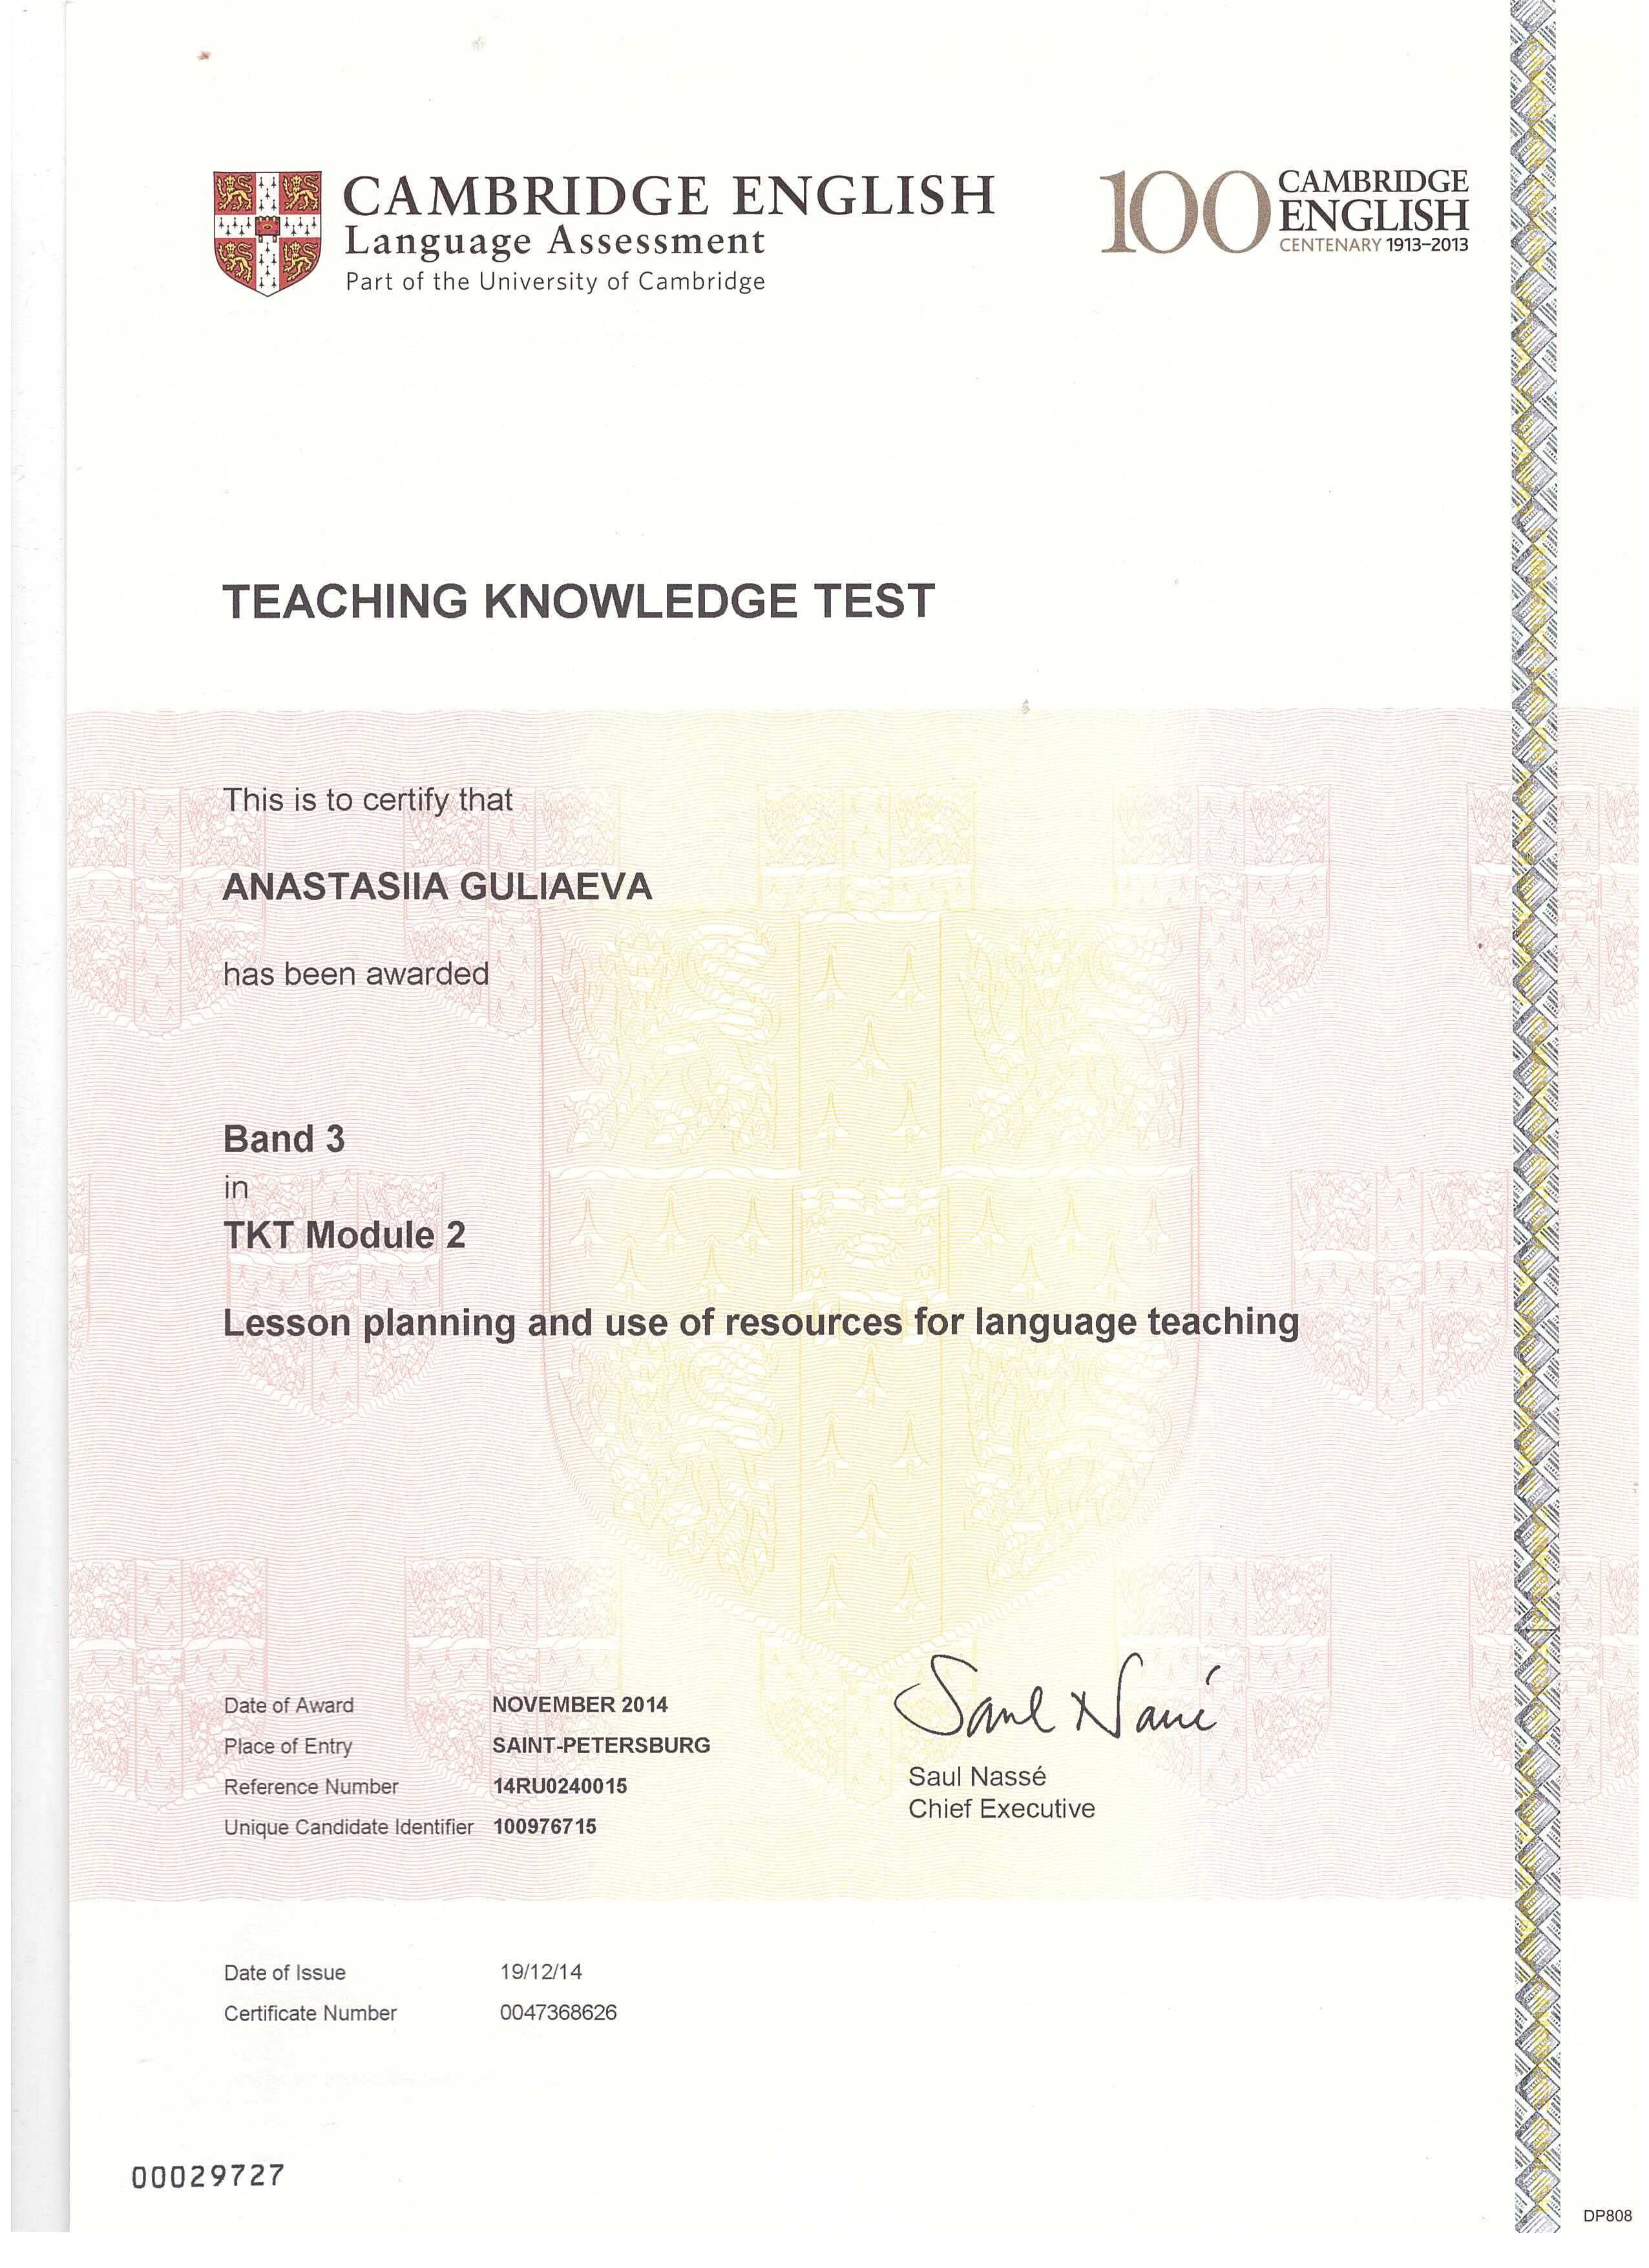 CAMBRIDGE ENGLISH
Language Assessment
Part of the University of Cambridge
100 CAMBRIDGE
ENGLISH
CENTENARY 1913–2013
TEACHING KNOWLEDGE TEST
This is to certify that
ANASTASIIA GULIAEVA
has been awarded
Band 3
in
TKT Module 2
Lesson planning and use of resources for language teaching
Date of Award NOVEMBER 2014
Place of Entry SAINT-PETERSBURG
Reference Number 14RU0240015
Unique Candidate Identifier 100976715
Saul Nassé
Saul Nassé
Chief Executive
Date of Issue 19/12/14
Certificate Number 0047368626
00029727
DP808